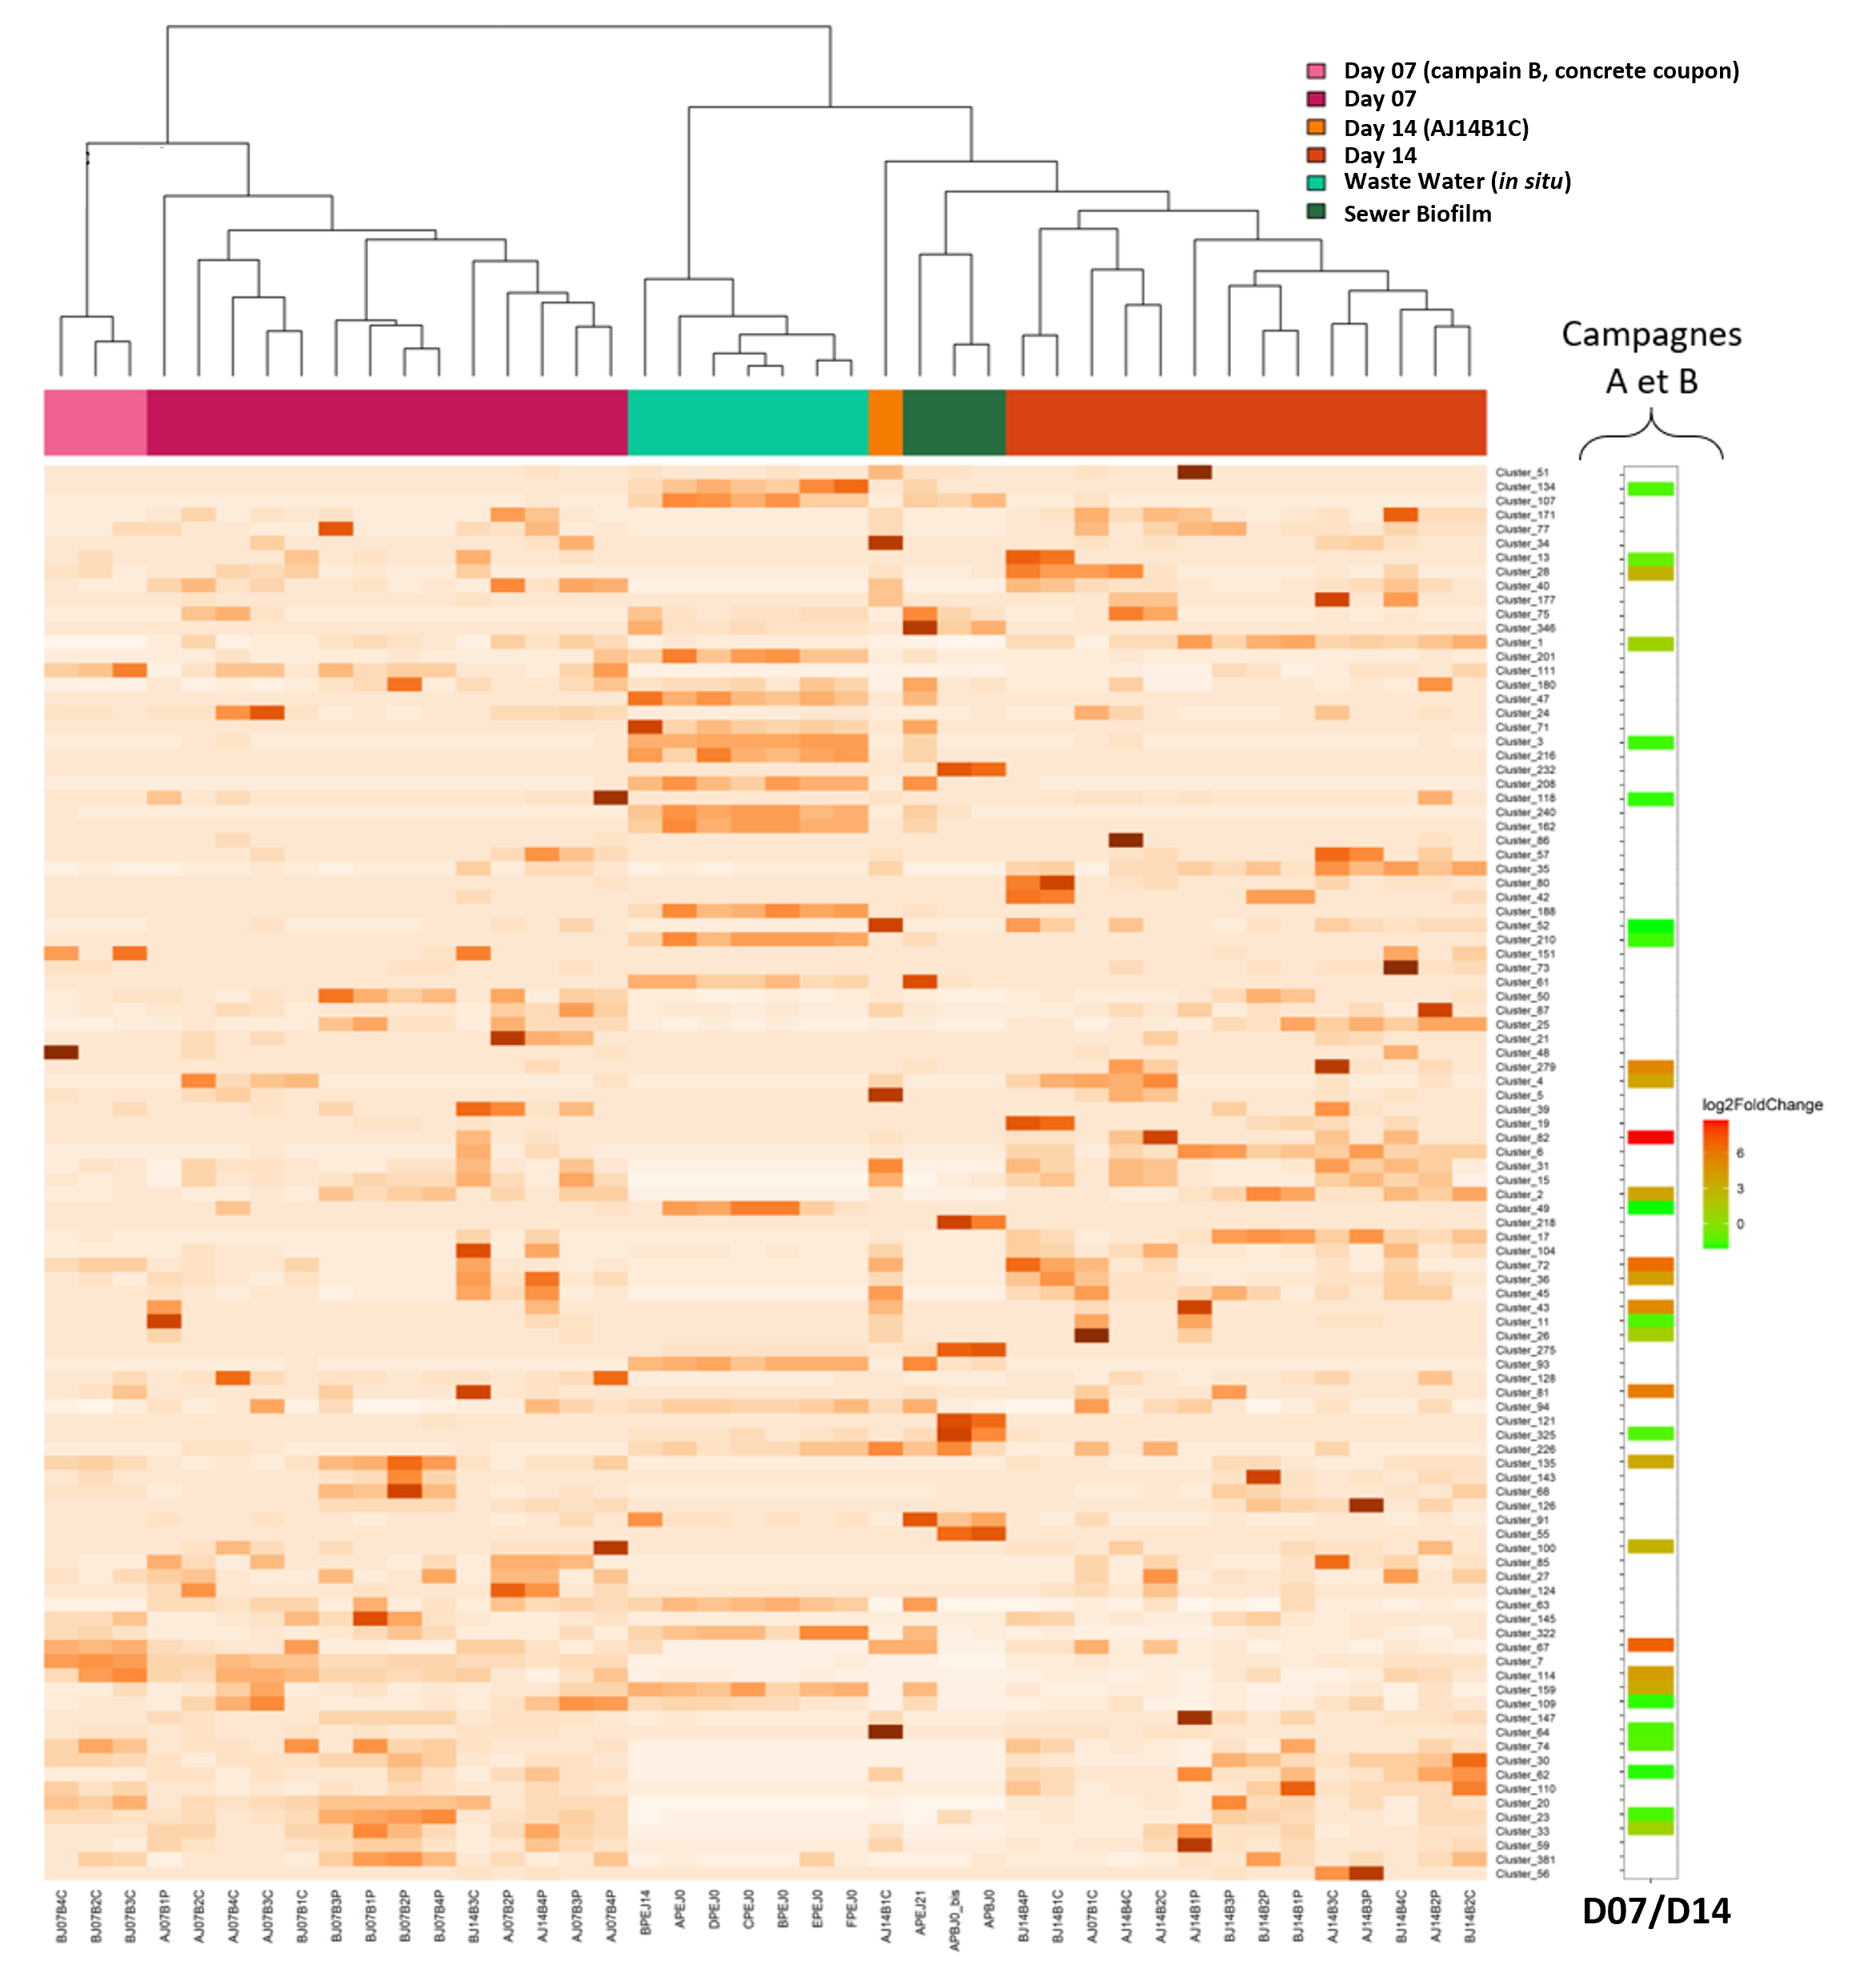 Day 07 (campain B, concrete coupon)
Day 07
Day 14 (AJ14B1C)
Day 14
Waste Water (in situ)
Sewer Biofilm
Campagnes
A et B
Cluster_51
Cluster_134
Cluster_107
Cluster_171
Cluster_77
Cluster_34
Cluster_13
Cluster_28
Cluster_40
Cluster_177
Cluster_75
Cluster_346
Cluster_1
Cluster_201
Cluster_111
Cluster_180
Cluster_47
Cluster_24
Cluster_71
Cluster_3
Cluster_216
Cluster_232
Cluster_208
Cluster_118
Cluster_240
Cluster_162
Cluster_86
Cluster_57
Cluster_35
Cluster_80
Cluster_42
Cluster_188
Cluster_52
Cluster_210
Cluster_151
Cluster_73
Cluster_61
Cluster_50
Cluster_87
Cluster_25
Cluster_21
Cluster_48
Cluster_279
Cluster_4
Cluster_5
Cluster_39
Cluster_19
Cluster_82
Cluster_6
Cluster_31
Cluster_15
Cluster_2
Cluster_49
Cluster_218
Cluster_17
Cluster_104
Cluster_72
Cluster_36
Cluster_45
Cluster_43
Cluster_11
Cluster_26
Cluster_275
Cluster_93
Cluster_128
Cluster_81
Cluster_94
Cluster_121
Cluster_325
Cluster_226
Cluster_135
Cluster_143
Cluster_68
Cluster_126
Cluster_91
Cluster_55
Cluster_100
Cluster_85
Cluster_27
Cluster_124
Cluster_63
Cluster_145
Cluster_322
Cluster_67
Cluster_7
Cluster_114
Cluster_159
Cluster_109
Cluster_147
Cluster_64
Cluster_74
Cluster_30
Cluster_62
Cluster_110
Cluster_20
Cluster_23
Cluster_33
Cluster_59
Cluster_381
Cluster_56
log2FoldChange
6
3
0
BJ07B4C
BJ07B2C
BJ07B3C
AJ07B1P
AJ07B2C
AJ07B4C
AJ07B3C
BJ07B1C
BJ07B3P
BJ07B1P
BJ07B2P
BJ07B4P
BJ14B3C
AJ07B2P
AJ14B4P
AJ07B3P
AJ07B4P
BPEJ14
APEJ0
DPEJ0
CPEJ0
BPEJ0
EPEJ0
FPEJ0
AJ14B1C
APEJ21
APBJ0_bis
APBJ0
BJ14B4P
BJ14B1C
AJ07B1C
AJ14B4C
AJ14B2C
AJ14B1P
BJ14B3P
BJ14B2P
BJ14B1P
AJ14B3C
AJ14B3P
BJ14B4C
AJ14B2P
BJ14B2C
D07/D14